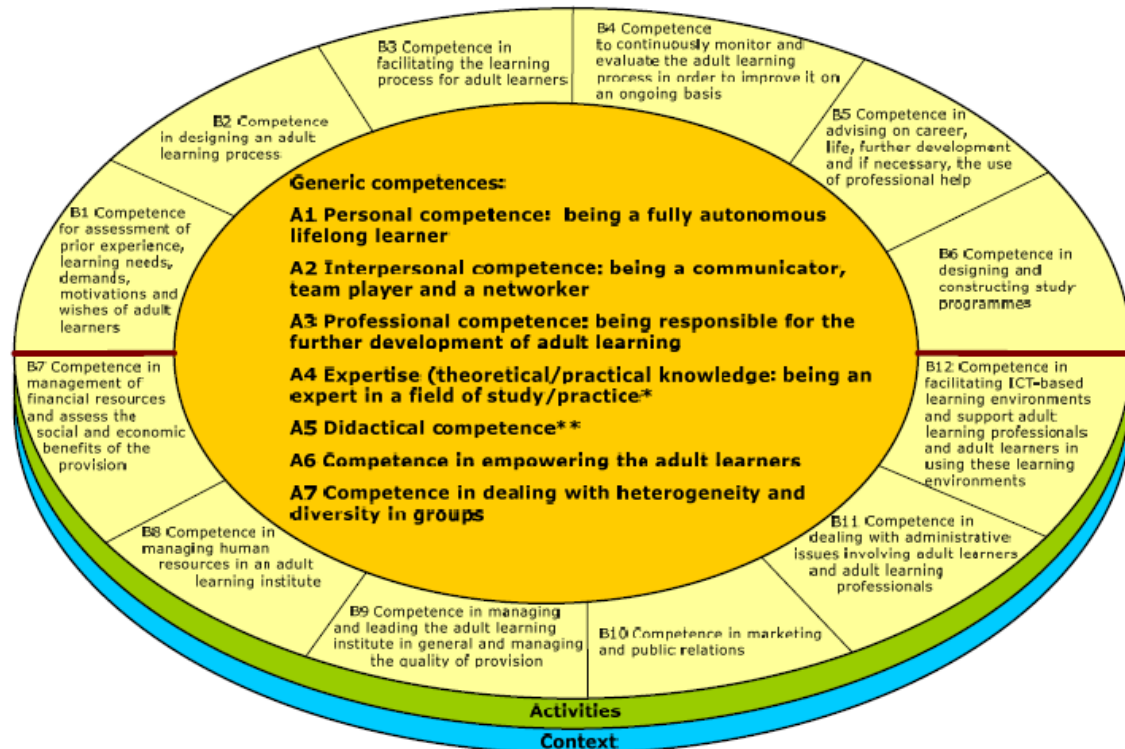 B3 Competence in
facilitating the learning
process for adult learners
B4 Competence
to continuously monitor and
evaluate the adult learning
process in order to improve it on
an ongoing basis
B2 Competence
in designing an adult
learning process
B5 Competence in
advising on career,
life, further development
and if necessary, the use
of professional help
B1 Competence
for assessment of
prior experience,
learning needs,
demands,
motivations and
wishes of adult
learners
B6 Competence in
designing and
constructing study
programmes
Generic competences:
A1 Personal competence: being a fully autonomous
lifelong learner
A2 Interpersonal competence: being a communicator,
team player and a networker
A3 Professional competence: being responsible for the
further development of adult learning
A4 Expertise (theoretical/practical knowledge: being an
expert in a field of study/practice*
A5 Didactical competence**
A6 Competence in empowering the adult learners
A7 Competence in dealing with heterogeneity and
diversity in groups
B7 Competence in
management of
financial resources
and assess the
social and economic
benefits of the
provision
B12 Competence in
facilitating ICT-based
learning environments
and support adult
learning professionals
and adult learners in
using these learning
environments
B8 Competence in
managing human
resources in an adult
learning institute
B11 Competence in
dealing with administrative
issues involving adult learners
and adult learning
professionals
B9 Competence in managing
and leading the adult learning
institute in general and managing
the quality of provision
B10 Competence in marketing
and public relations
Activities
Context